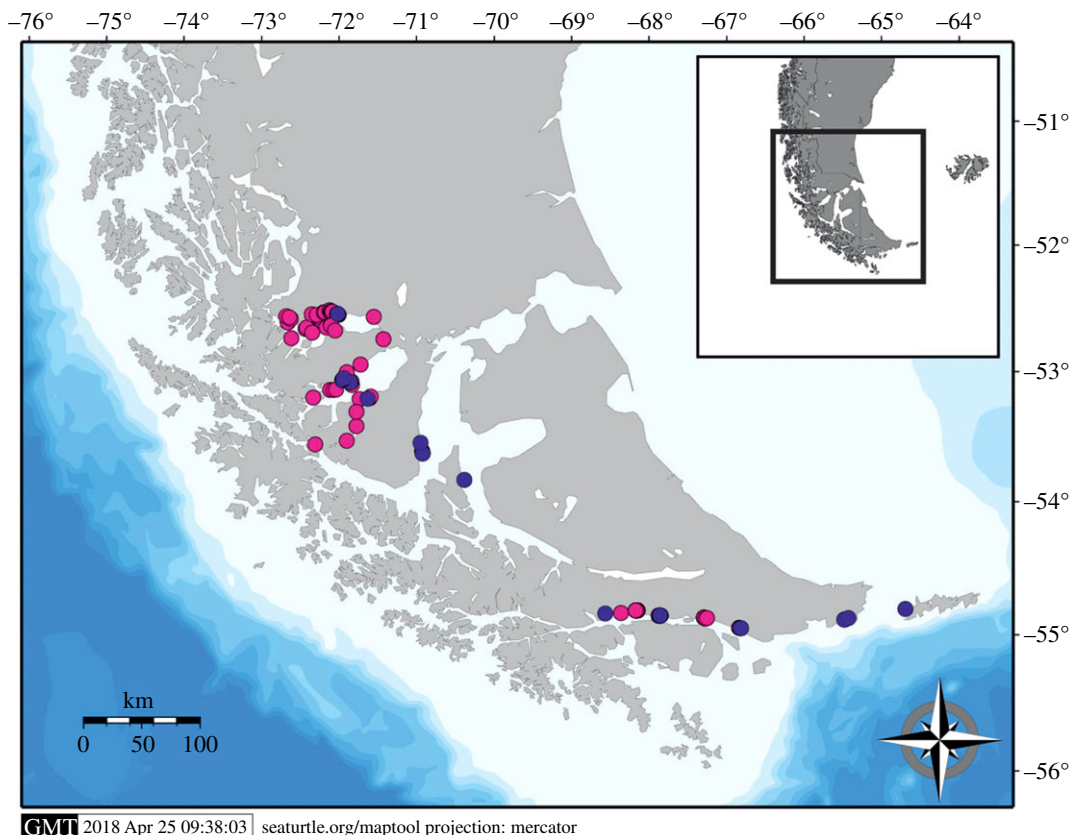 –76° –75° –74° –73° –72° –71° –70° –69° –68° –67° –66° –65° –64°
–51°
–52°
–53°
–54°
–55°
–56°
km
0 50 100
GMT 2018 Apr 25 09:38:03 seaturtle.org/maptool projection: mercator